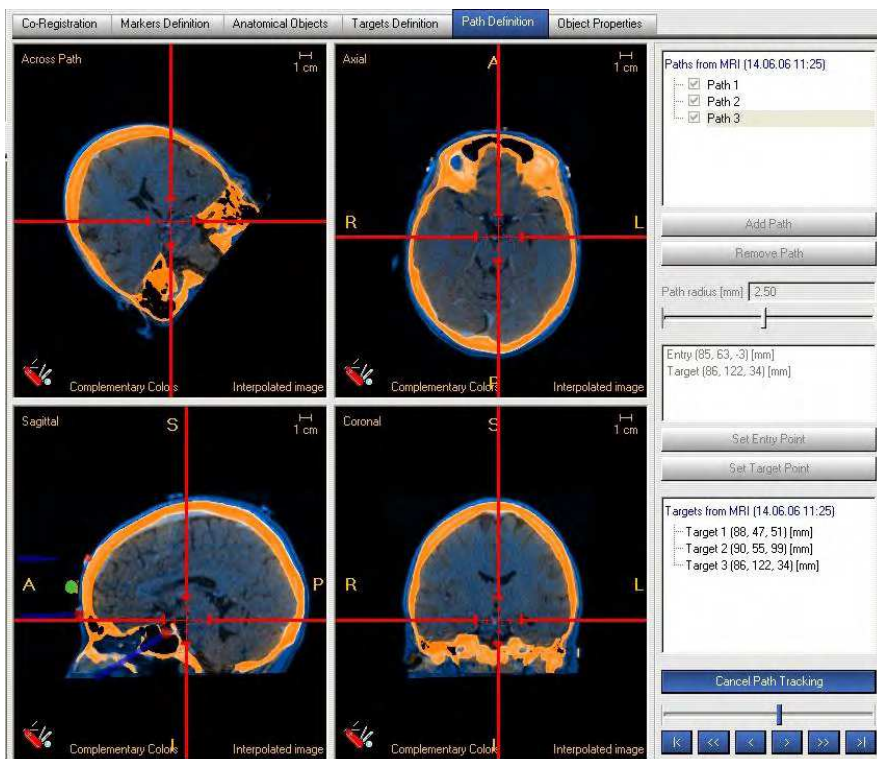 Co-Registration Markers Definition Anatomical Objects Targets Definition Path Definition Object Properties
Across Path
1 cm
Complementary Colors
Interpolated image
Axial
A
1 cm
R
L
P
Complementary Colors
Interpolated image
Sagittal
S
1 cm
A
P
I
Complementary Colors
Interpolated image
Coronal
S
1 cm
R
L
I
Complementary Colors
Interpolated image
Paths from MRI (14.06.06 11:25)
Path 1
Path 2
Path 3
Add Path
Remove Path
Path radius [mm] 2.50
Entry (85, 63, -3) [mm]
Target (86, 122, 34) [mm]
Set Entry Point
Set Target Point
Targets from MRI (14.06.06 11:25)
Target 1 (88, 47, 51) [mm]
Target 2 (90, 55, 99) [mm]
Target 3 (86, 122, 34) [mm]
Cancel Path Tracking
|< << < > >> >|